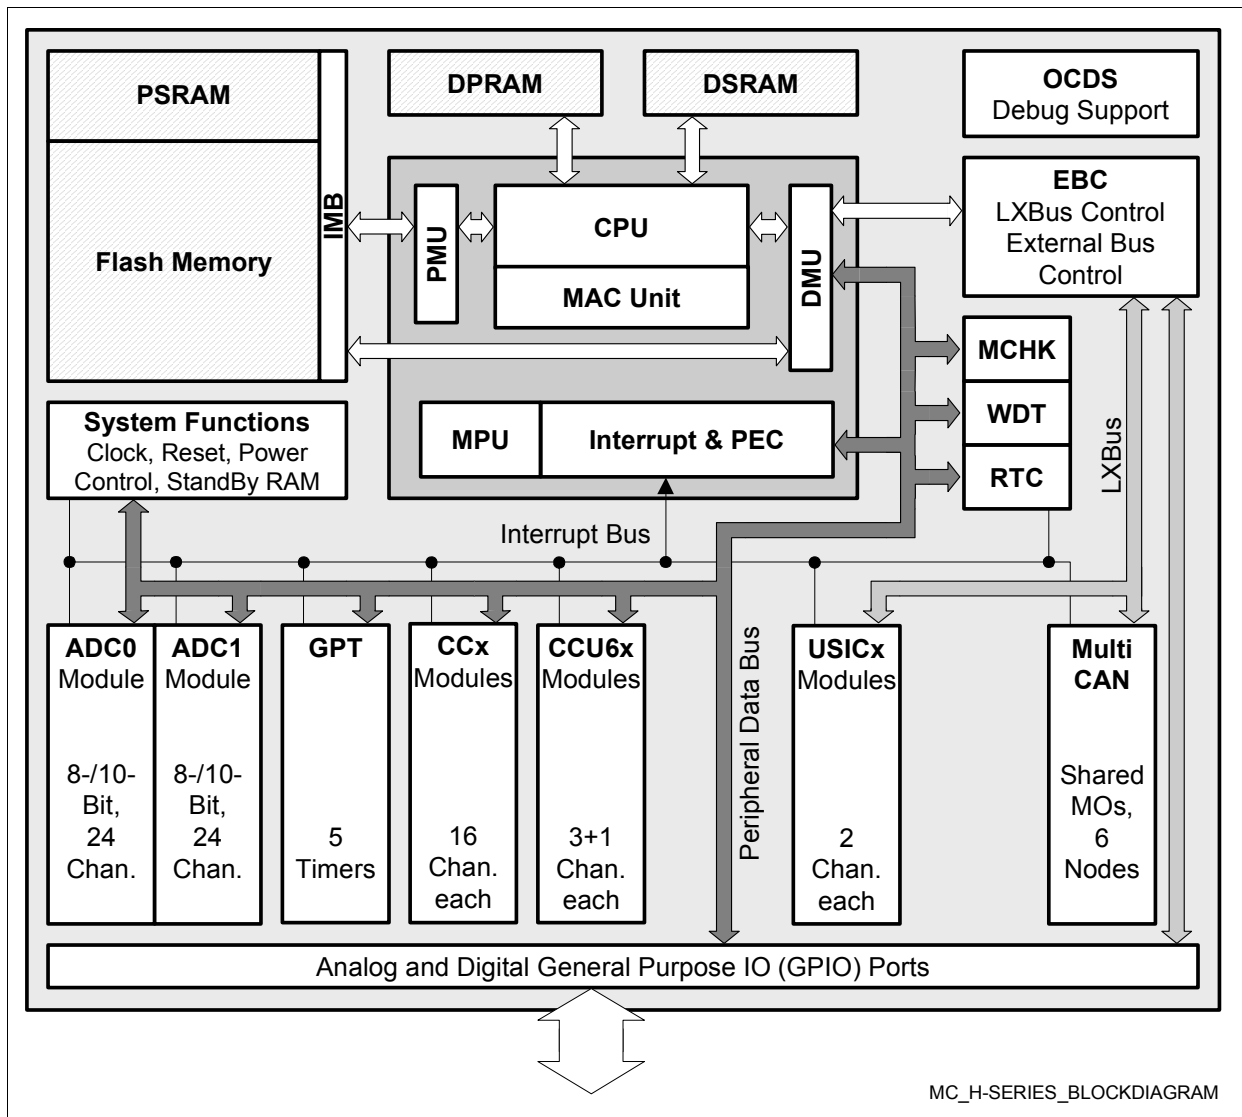 PSRAM
Flash Memory
IMB
DPRAM
DSRAM
OCDS
Debug Support
PMU
CPU
MAC Unit
DMU
EBC
LXBus Control
External Bus
Control
MPU
Interrupt & PEC
MCHK
WDT
RTC
LXBus
System Functions
Clock, Reset, Power
Control, StandBy RAM
Interrupt Bus
Peripheral Data Bus
ADC0
Module
8-/10-
Bit,
24
Chan.
ADC1
Module
8-/10-
Bit,
24
Chan.
GPT
5
Timers
CCx
Modules
16
Chan.
each
CCU6x
Modules
3+1
Chan.
each
USICx
Modules
2
Chan.
each
Multi
CAN
Shared
MOs,
6
Nodes
Analog and Digital General Purpose IO (GPIO) Ports
MC_H-SERIES_BLOCKDIAGRAM